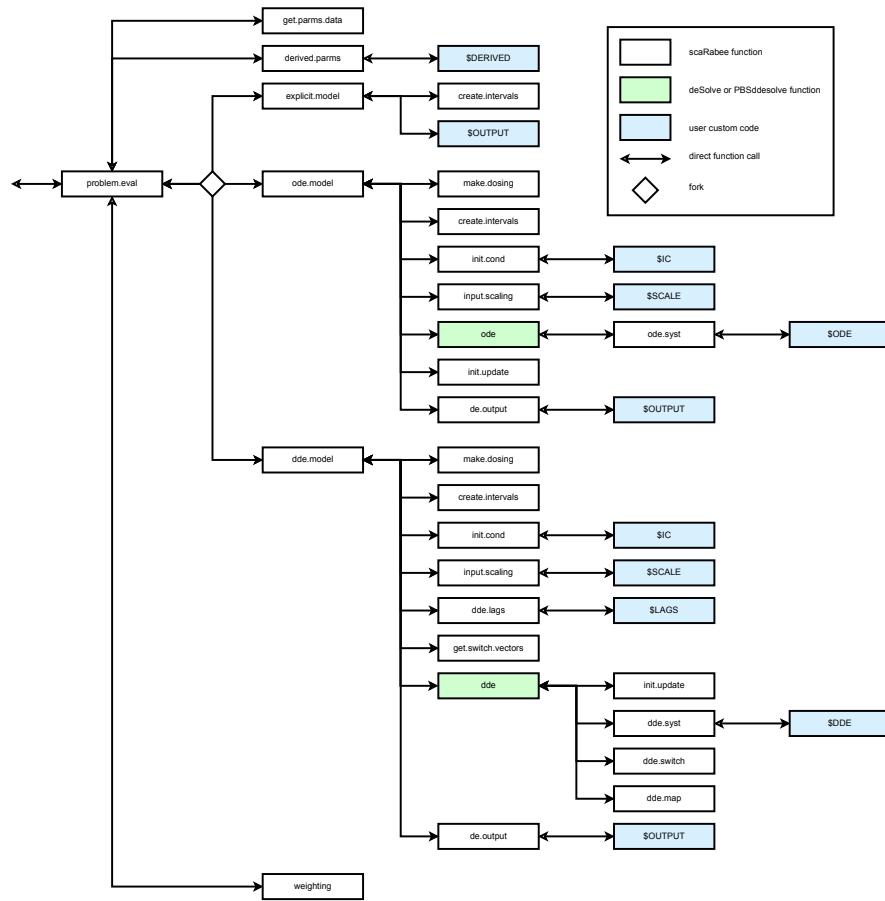 get.parms.data
derived.parms
$DERIVED
explicit.model
create.intervals
$OUTPUT
problem.eval
ode.model
make.dosing
create.intervals
init.cond
$IC
input.scaling
$SCALE
ode
ode.syst
$ODE
init.update
de.output
$OUTPUT
dde.model
make.dosing
create.intervals
init.cond
$IC
input.scaling
$SCALE
dde.lags
$LAGS
get.switch.vectors
dde
init.update
dde.syst
$DDE
dde.switch
dde.map
de.output
$OUTPUT
weighting
scaRabee function
deSolve or PBSddesolve function
user custom code
direct function call
fork